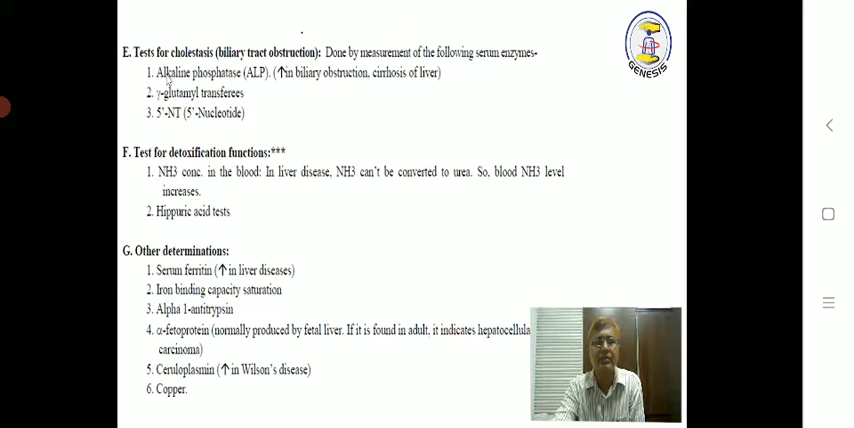 E. Tests for cholestasis (biliary tract obstruction): Done by measurement of the following serum enzymes-
1. Alkaline phosphatase (ALP). (↑in biliary obstruction, cirrhosis of liver)
2. γ-glutamyl transferees
3. 5'-NT (5'-Nucleotide)
F. Test for detoxification functions:***
1. NH3 conc. in the blood: In liver disease, NH3 can't be converted to urea. So, blood NH3 level
increases.
2. Hippuric acid tests
G. Other determinations:
1. Serum ferritin (↑in liver diseases)
2. Iron binding capacity saturation
3. Alpha 1-antitrypsin
4. α-fetoprotein (normally produced by fetal liver. If it is found in adult, it indicates hepatocellula
carcinoma)
5. Ceruloplasmin (↑in Wilson's disease)
6. Copper.
GENESIS